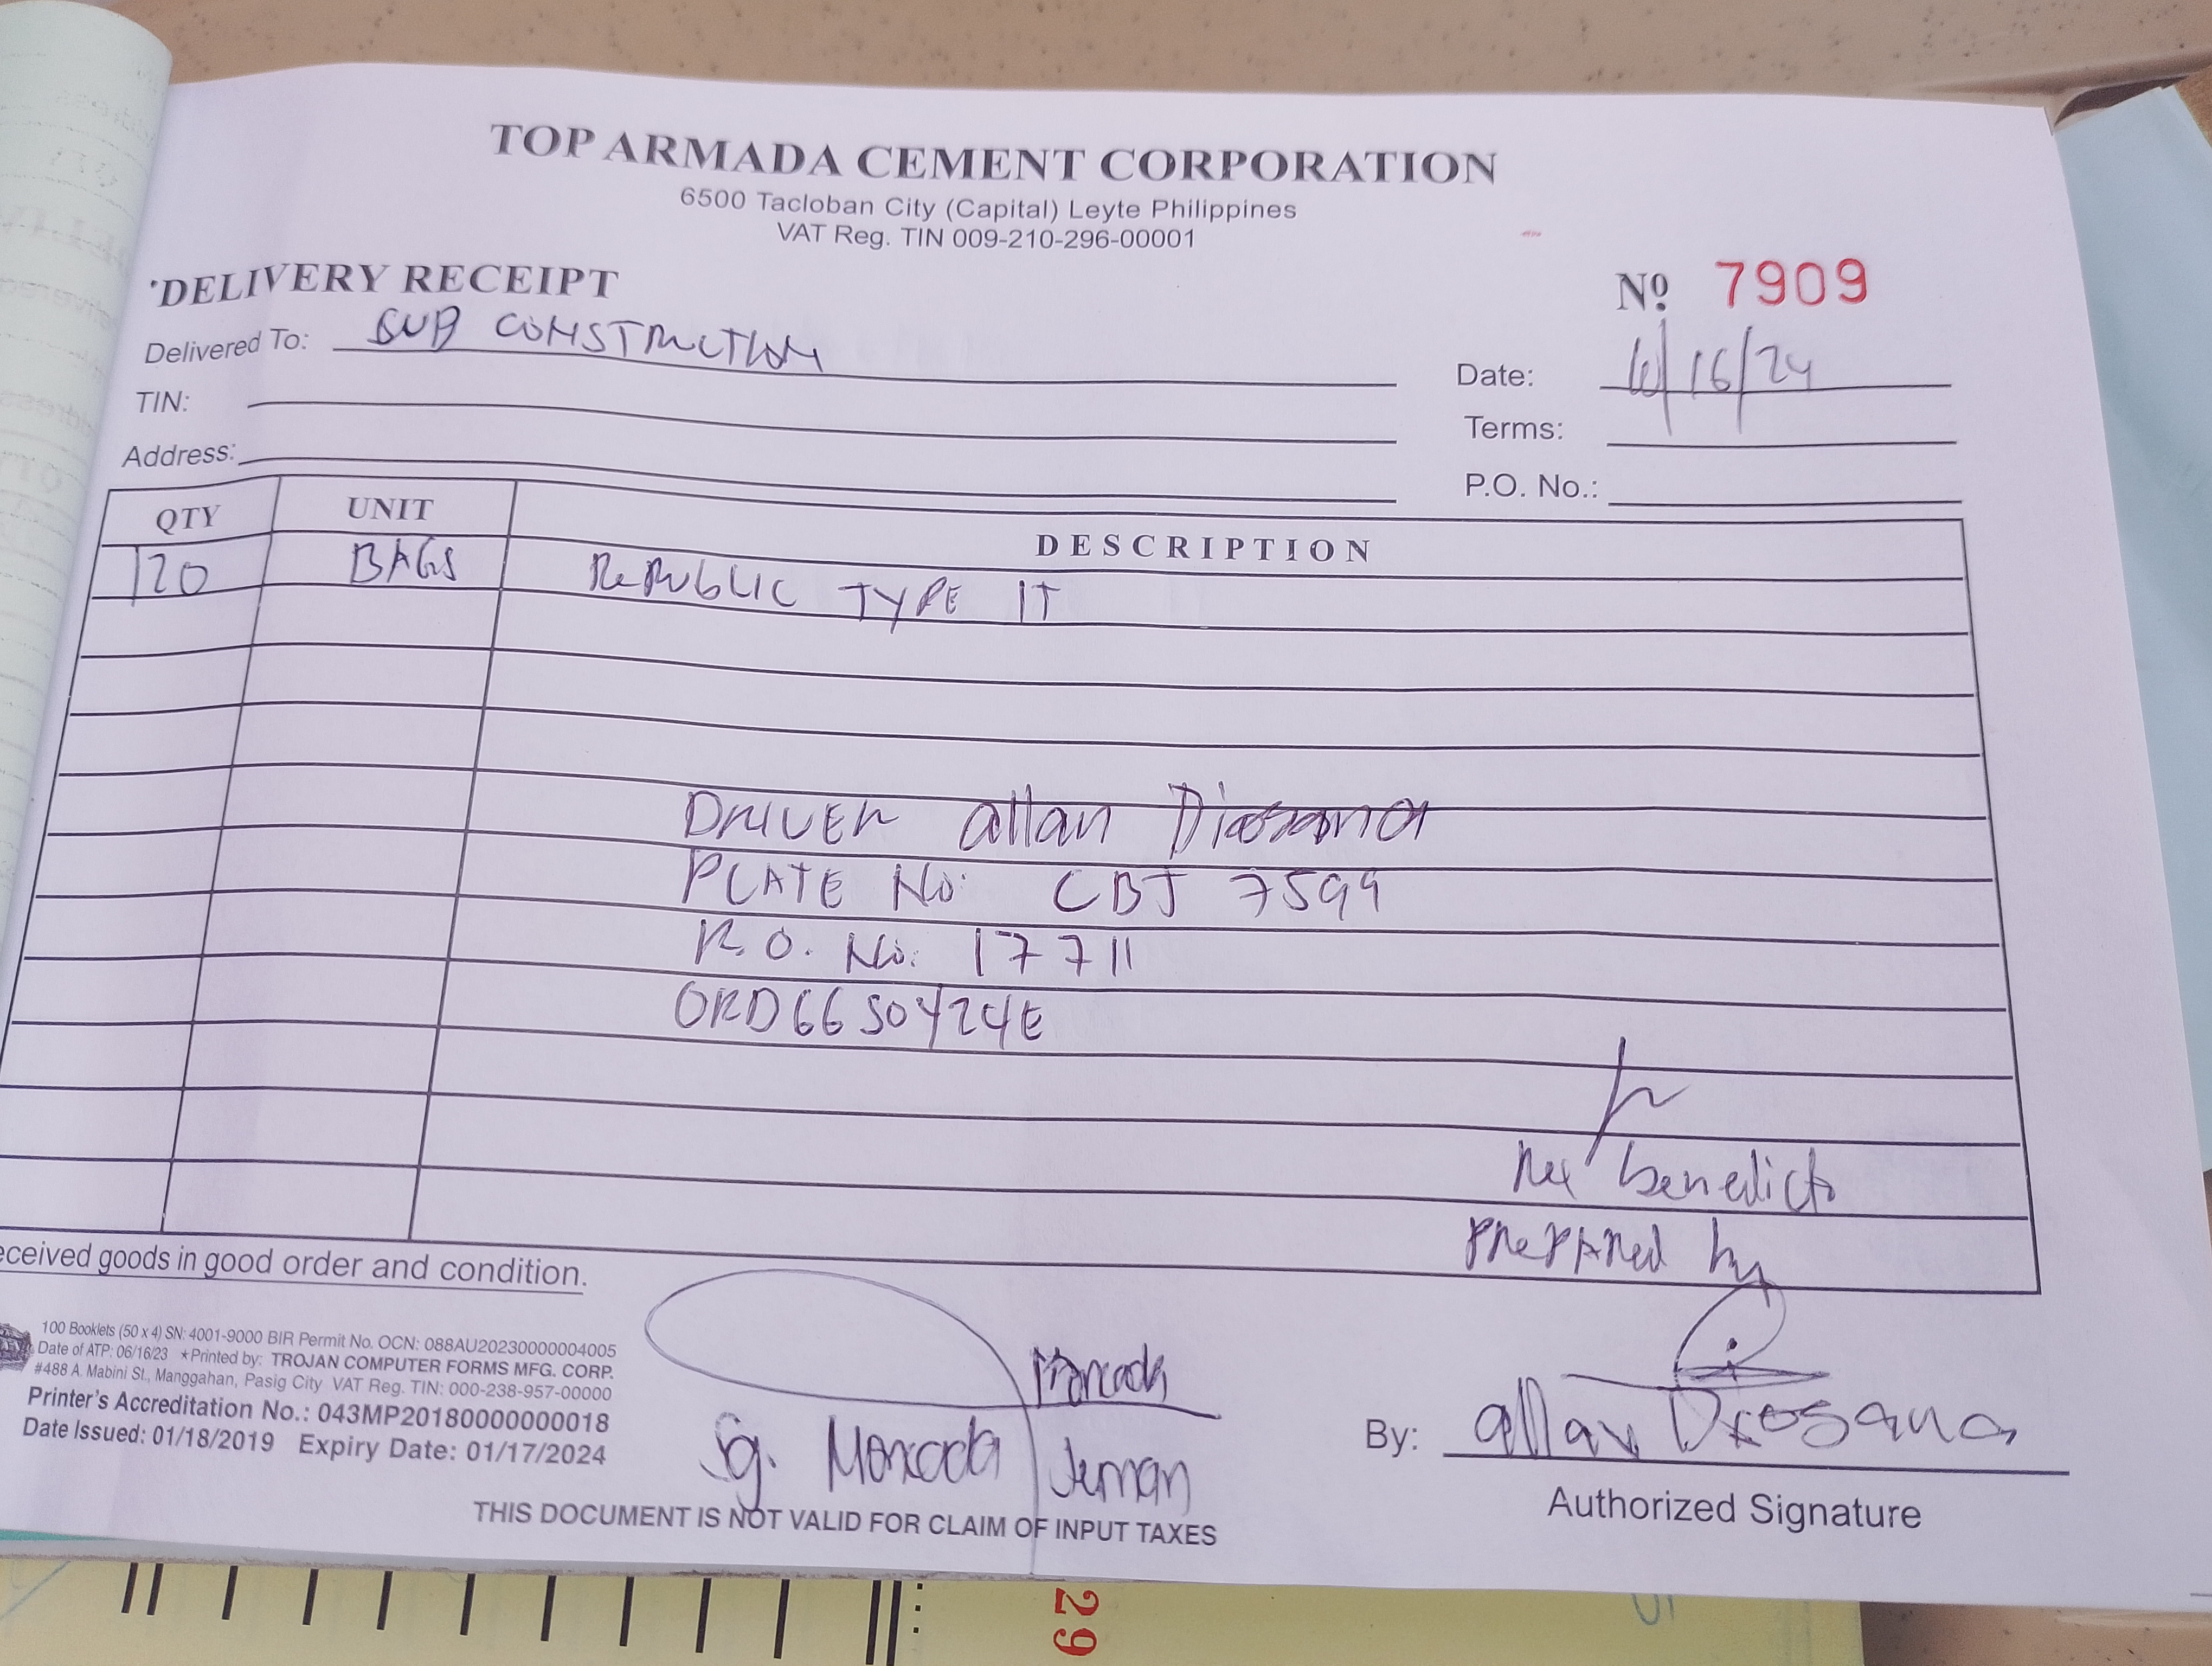 TOP ARMADA CEMENT CORPORATION
6500 Tacloban City (Capital) Leyte Philippines
VAT Reg. TIN 009-210-296-00001
DELIVERY RECEIPT
Nº 7909
Delivered To: CONSTRUCTION
Date: /16/24
TIN:
Terms:
Address:
P.O. No.:
QTY UNIT DESCRIPTION
120 BAGS REPUBLIC TYPE IT
DRIVER allan Diosana
PLATE No: CBJ 7599
R.O. No: 17711
ORD6650424E
Rex benedicto
PREPARED by
eceived goods in good order and condition.
100 Booklets (50 x 4) SN: 4001-9000 BIR Permit No. OCN: 088AU20230000004005
Date of ATP: 06/16/23 *Printed by: TROJAN COMPUTER FORMS MFG. CORP.
#488 A. Mabini St., Manggahan, Pasig City VAT Reg. TIN: 000-238-957-00000
Printer's Accreditation No.: 043MP20180000000018
Date Issued: 01/18/2019 Expiry Date: 01/17/2024
Moncada
Sg. Moncada
By: allan Diosana
Authorized Signature
THIS DOCUMENT IS NOT VALID FOR CLAIM OF INPUT TAXES
29